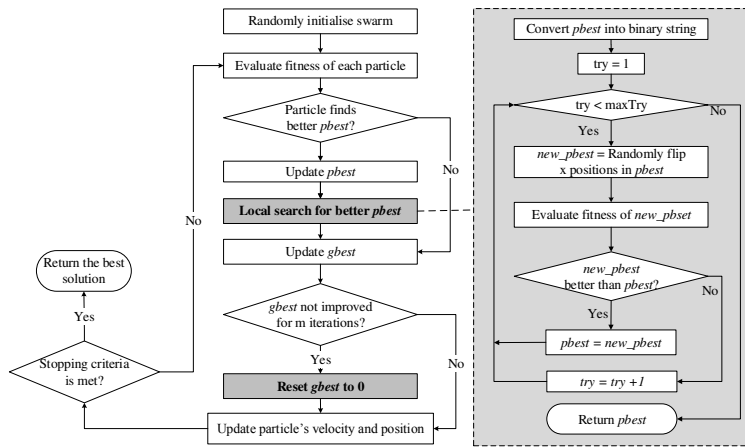 Randomly initialise swarm
Evaluate fitness of each particle
Particle finds
better pbest?
No
Update pbest
Local search for better pbest
Update gbest
gbest not improved
for m iterations?
Yes
No
Reset gbest to 0
Update particle's velocity and position
Stopping criteria
is met?
No
Yes
Return the best
solution
Convert pbest into binary string
try = 1
try < maxTry
No
Yes
new_pbest = Randomly flip
x positions in pbest
Evaluate fitness of new_pbset
new_pbest
better than pbest?
No
Yes
pbest = new_pbest
try = try +1
Return pbest